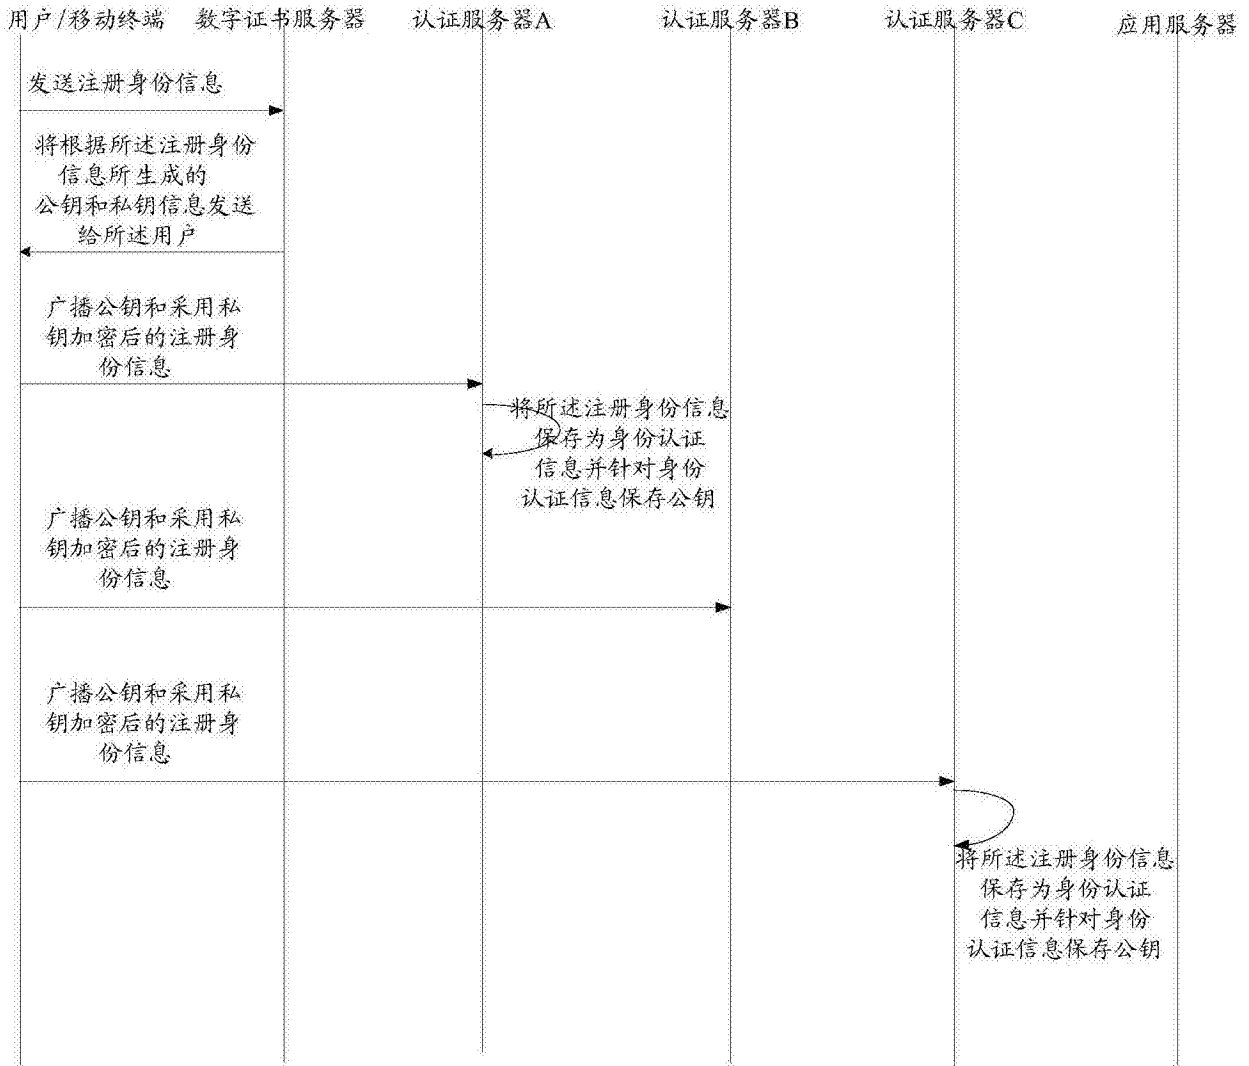 用户/移动终端
数字证书服务器
认证服务器A
认证服务器B
认证服务器C
应用服务器
发送注册身份信息
将根据所述注册身份
信息所生成的
公钥和私钥信息发送
给所述用户
广播公钥和采用私
钥加密后的注册身
份信息
将所述注册身份信息
保存为身份认证
信息并针对身份
认证信息保存公钥
广播公钥和采用私
钥加密后的注册身
份信息
广播公钥和采用私
钥加密后的注册身
份信息
将所述注册身份信息
保存为身份认证
信息并针对身份
认证信息保存公钥